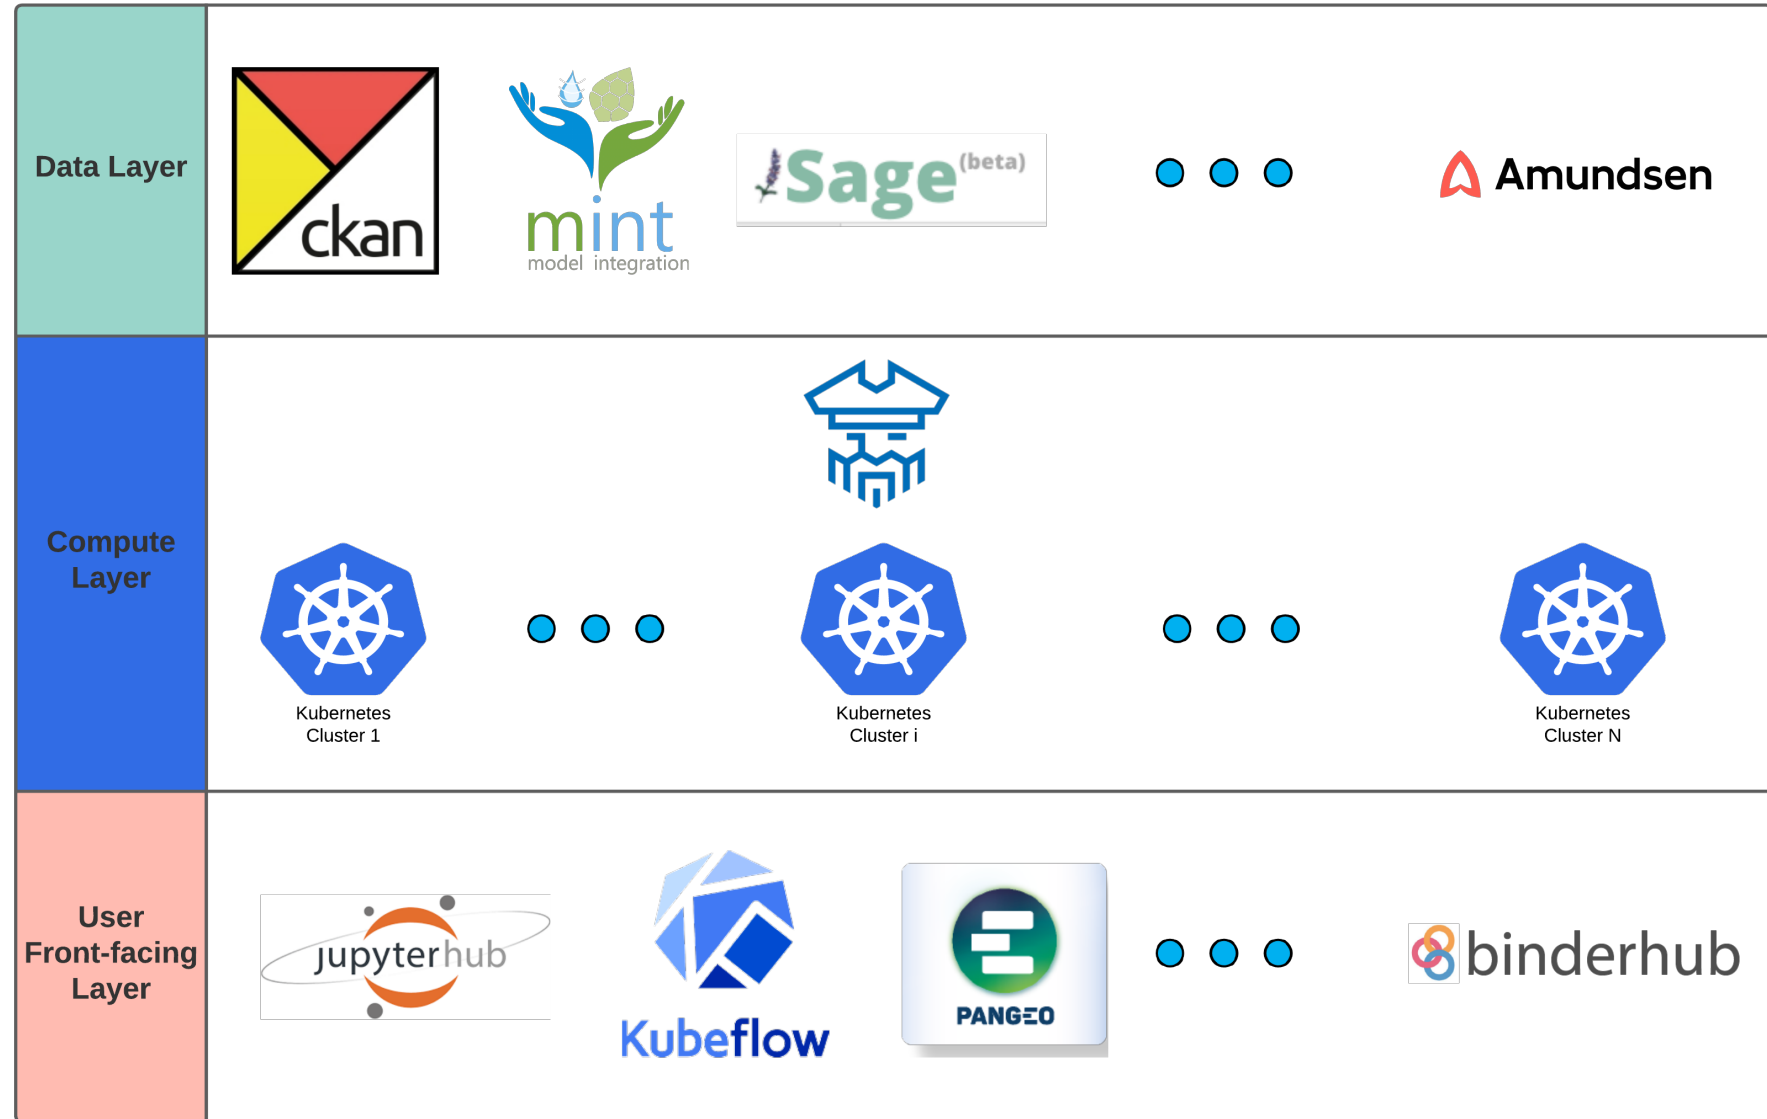 Data Layer
ckan
mint
model integration
Sage (beta)
Amundsen
Compute
Layer
Kubernetes
Cluster 1
Kubernetes
Cluster i
Kubernetes
Cluster N
User
Front-facing
Layer
jupyterhub
Kubeflow
PANGEO
binderhub